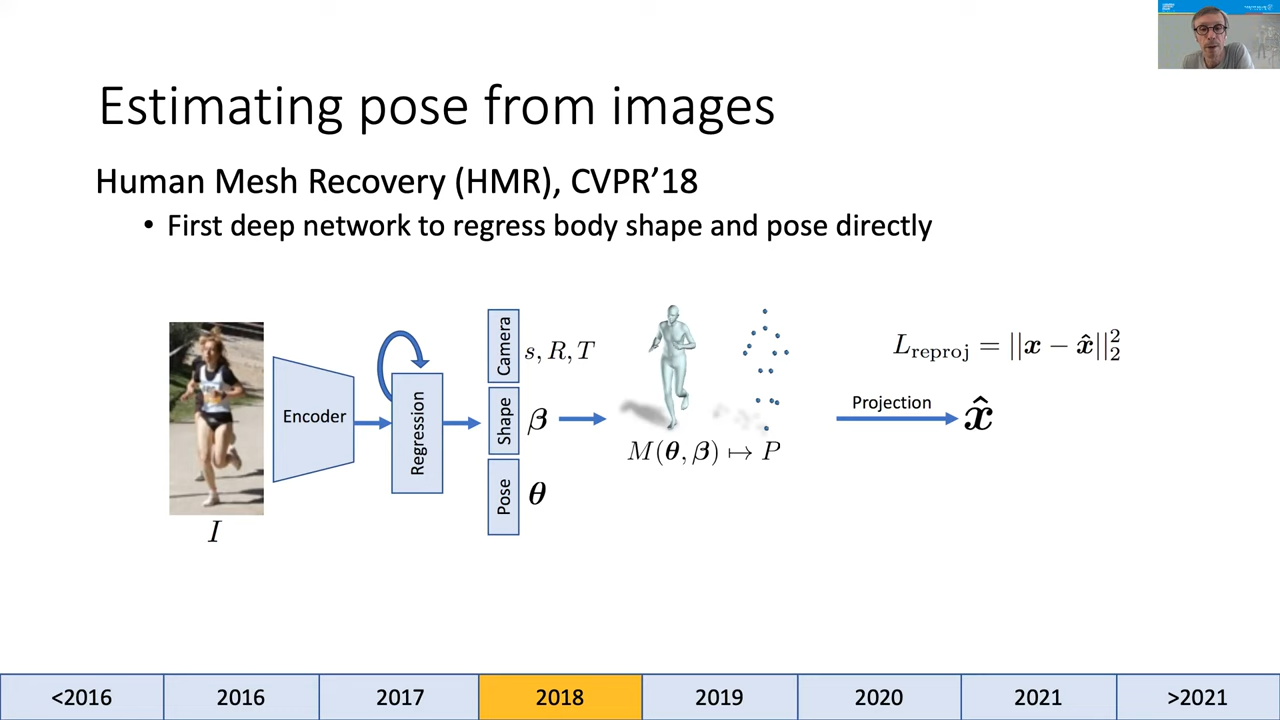 Estimating pose from images
Human Mesh Recovery (HMR), CVPR’18
• First deep network to regress body shape and pose directly
Encoder
Regression
Camera
s, R, T
Shape
β
Pose
θ
I
M(θ, β) ↦ P
Projection
x̂
L_reproj = ||x − x̂||₂²
<2016
2016
2017
2018
2019
2020
2021
>2021